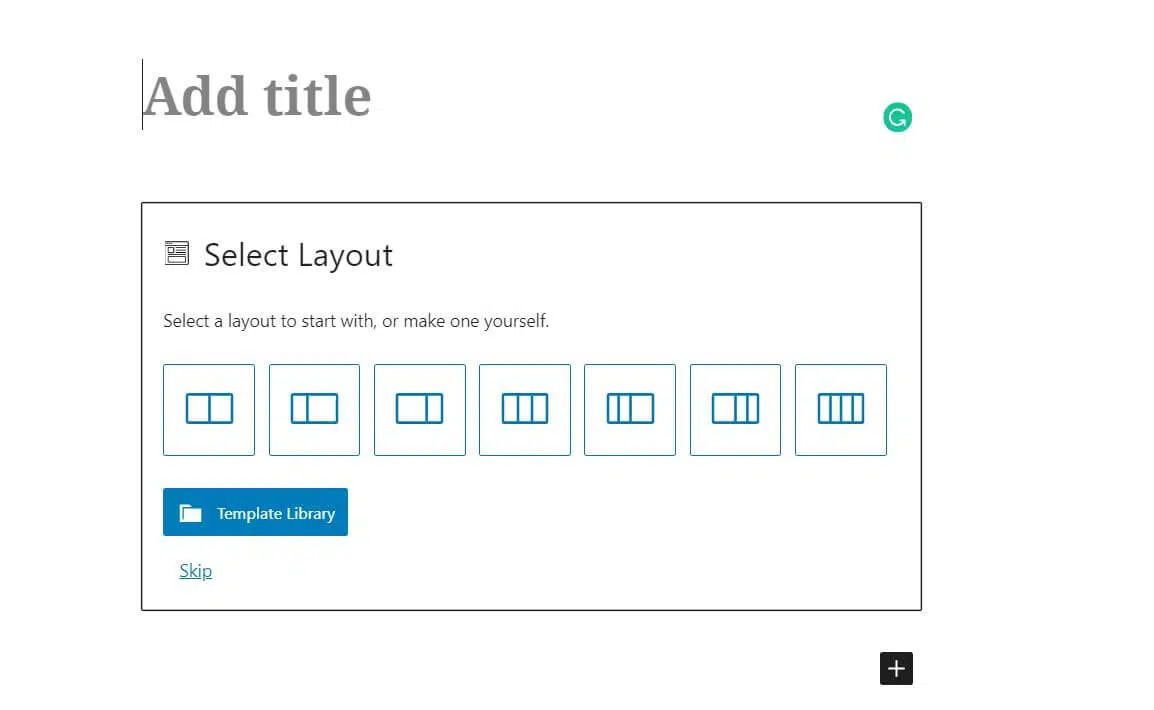 Add title
Select Layout
Select a layout to start with, or make one yourself.
Template Library
Skip